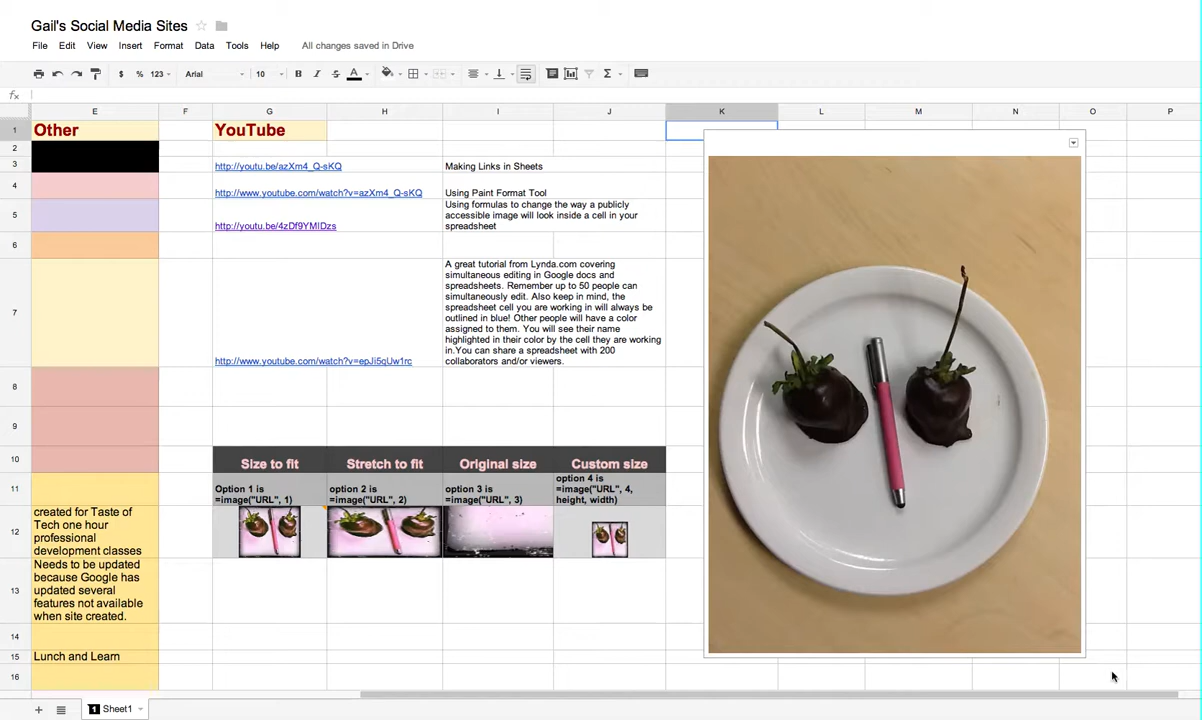 Gail's Social Media Sites
File Edit View Insert Format Data Tools Help All changes saved in Drive
$ % 123 Arial 10 B I A Σ
fx
E F G H I J K L M N O P
1 Other YouTube
2
3 http://youtu.be/azXm4_Q-sKQ Making Links in Sheets
4 http://www.youtube.com/watch?v=azXm4_Q-sKQ Using Paint Format Tool
Using formulas to change the way a publicly
5 accessible image will look inside a cell in your
http://youtu.be/4zDf9YMIDzs spreadsheet
6
A great tutorial from Lynda.com covering
simultaneous editing in Google docs and
spreadsheets. Remember up to 50 people can
simultaneously edit. Also keep in mind, the
spreadsheet cell you are working in will always be
7 outlined in blue! Other people will have a color
assigned to them. You will see their name
highlighted in their color by the cell they are working
in.You can share a spreadsheet with 200
http://www.youtube.com/watch?v=epJi5qUw1rc collaborators and/or viewers.
8
9
10 Size to fit Stretch to fit Original size Custom size
11 Option 1 is
=image("URL", 1)
option 2 is
=image("URL", 2)
option 3 is
=image("URL", 3)
option 4 is
=image("URL", 4,
height, width)
12 created for Taste of
Tech one hour
professional
development classes
13 Needs to be updated
because Google has
updated several
features not available
when site created.
14
15 Lunch and Learn
16
+ 1 Sheet1